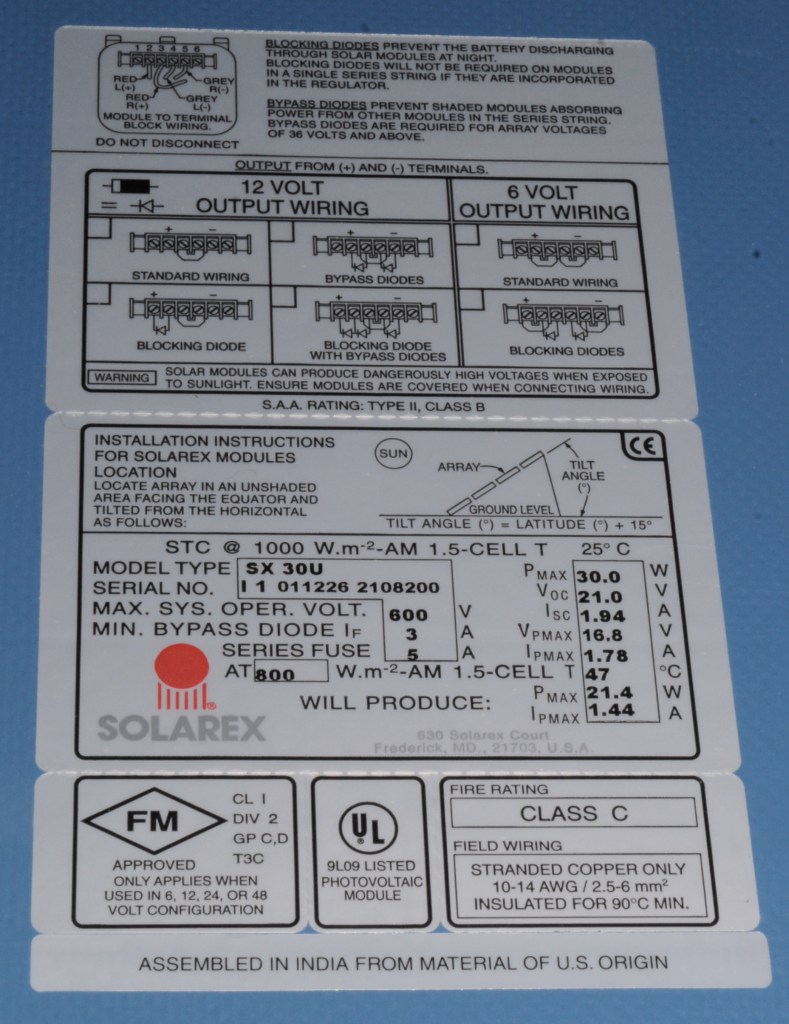 1 2 3 4 5 6
RED L(+)
GREY R(-)
RED R(+)
GREY L(-)
MODULE TO TERMINAL
BLOCK WIRING.
DO NOT DISCONNECT
BLOCKING DIODES PREVENT THE BATTERY DISCHARGING
THROUGH SOLAR MODULES AT NIGHT.
BLOCKING DIODES WILL NOT BE REQUIRED ON MODULES
IN A SINGLE SERIES STRING IF THEY ARE INCORPORATED
IN THE REGULATOR.
BYPASS DIODES PREVENT SHADED MODULES ABSORBING
POWER FROM OTHER MODULES IN THE SERIES STRING.
BYPASS DIODES ARE REQUIRED FOR ARRAY VOLTAGES
OF 36 VOLTS AND ABOVE.
OUTPUT FROM (+) AND (-) TERMINALS.
=
12 VOLT
OUTPUT WIRING
6 VOLT
OUTPUT WIRING
+ -
STANDARD WIRING
+ -
BYPASS DIODES
+ -
STANDARD WIRING
+ -
BLOCKING DIODE
+ -
BLOCKING DIODE
WITH BYPASS DIODES
+ -
BLOCKING DIODES
WARNING
SOLAR MODULES CAN PRODUCE DANGEROUSLY HIGH VOLTAGES WHEN EXPOSED
TO SUNLIGHT. ENSURE MODULES ARE COVERED WHEN CONNECTING WIRING.
S.A.A. RATING: TYPE II, CLASS B
INSTALLATION INSTRUCTIONS
FOR SOLAREX MODULES
LOCATION
LOCATE ARRAY IN AN UNSHADED
AREA FACING THE EQUATOR AND
TILTED FROM THE HORIZONTAL
AS FOLLOWS:
SUN
CE
ARRAY
TILT
ANGLE
(°)
GROUND LEVEL
TILT ANGLE (°) = LATITUDE (°) + 15°
STC @ 1000 W.m-2-AM 1.5-CELL T 25° C
MODEL TYPE SX 30U
SERIAL NO. I 1 011226 2108200
MAX. SYS. OPER. VOLT. 600 V
MIN. BYPASS DIODE IF 3 A
SERIES FUSE 5 A
PMAX 30.0 W
VOC 21.0 V
ISC 1.94 A
VPMAX 16.8 V
IPMAX 1.78 A
AT 800 W.m-2-AM 1.5-CELL T 47 °C
WILL PRODUCE:
PMAX 21.4 W
IPMAX 1.44 A
®
SOLAREX
630 Solarex Court
Frederick, MD., 21703, U.S.A.
FM
APPROVED
CL I
DIV 2
GP C,D
T3C
ONLY APPLIES WHEN
USED IN 6, 12, 24, OR 48
VOLT CONFIGURATION
UL
9L09 LISTED
PHOTOVOLTAIC
MODULE
FIRE RATING
CLASS C
FIELD WIRING
STRANDED COPPER ONLY
10-14 AWG / 2.5-6 mm²
INSULATED FOR 90°C MIN.
ASSEMBLED IN INDIA FROM MATERIAL OF U.S. ORIGIN